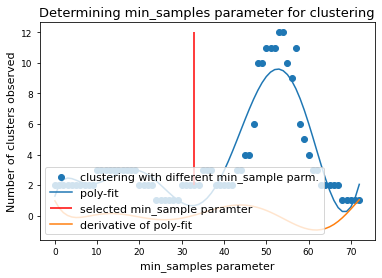 Determining min_samples parameter for clustering
12
10
8
6
4
2
0
Number of clusters observed
clustering with different min_sample parm.
poly-fit
selected min_sample paramter
derivative of poly-fit
0 10 20 30 40 50 60 70
min_samples parameter